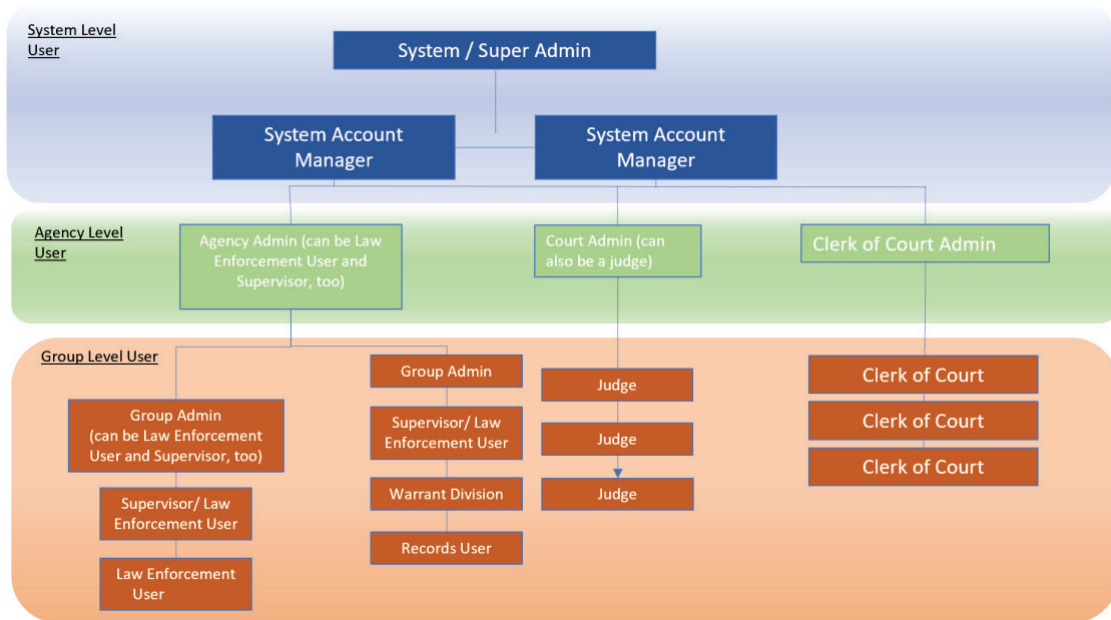 System Level
User
System / Super Admin
System Account
Manager
System Account
Manager
Agency Level
User
Agency Admin (can be Law
Enforcement User and
Supervisor, too)
Court Admin (can
also be a judge)
Clerk of Court Admin
Group Level User
Group Admin
(can be Law Enforcement
User and Supervisor, too)
Supervisor/ Law
Enforcement User
Law Enforcement
User
Group Admin
Supervisor/ Law
Enforcement User
Warrant Division
Records User
Judge
Judge
Judge
Clerk of Court
Clerk of Court
Clerk of Court